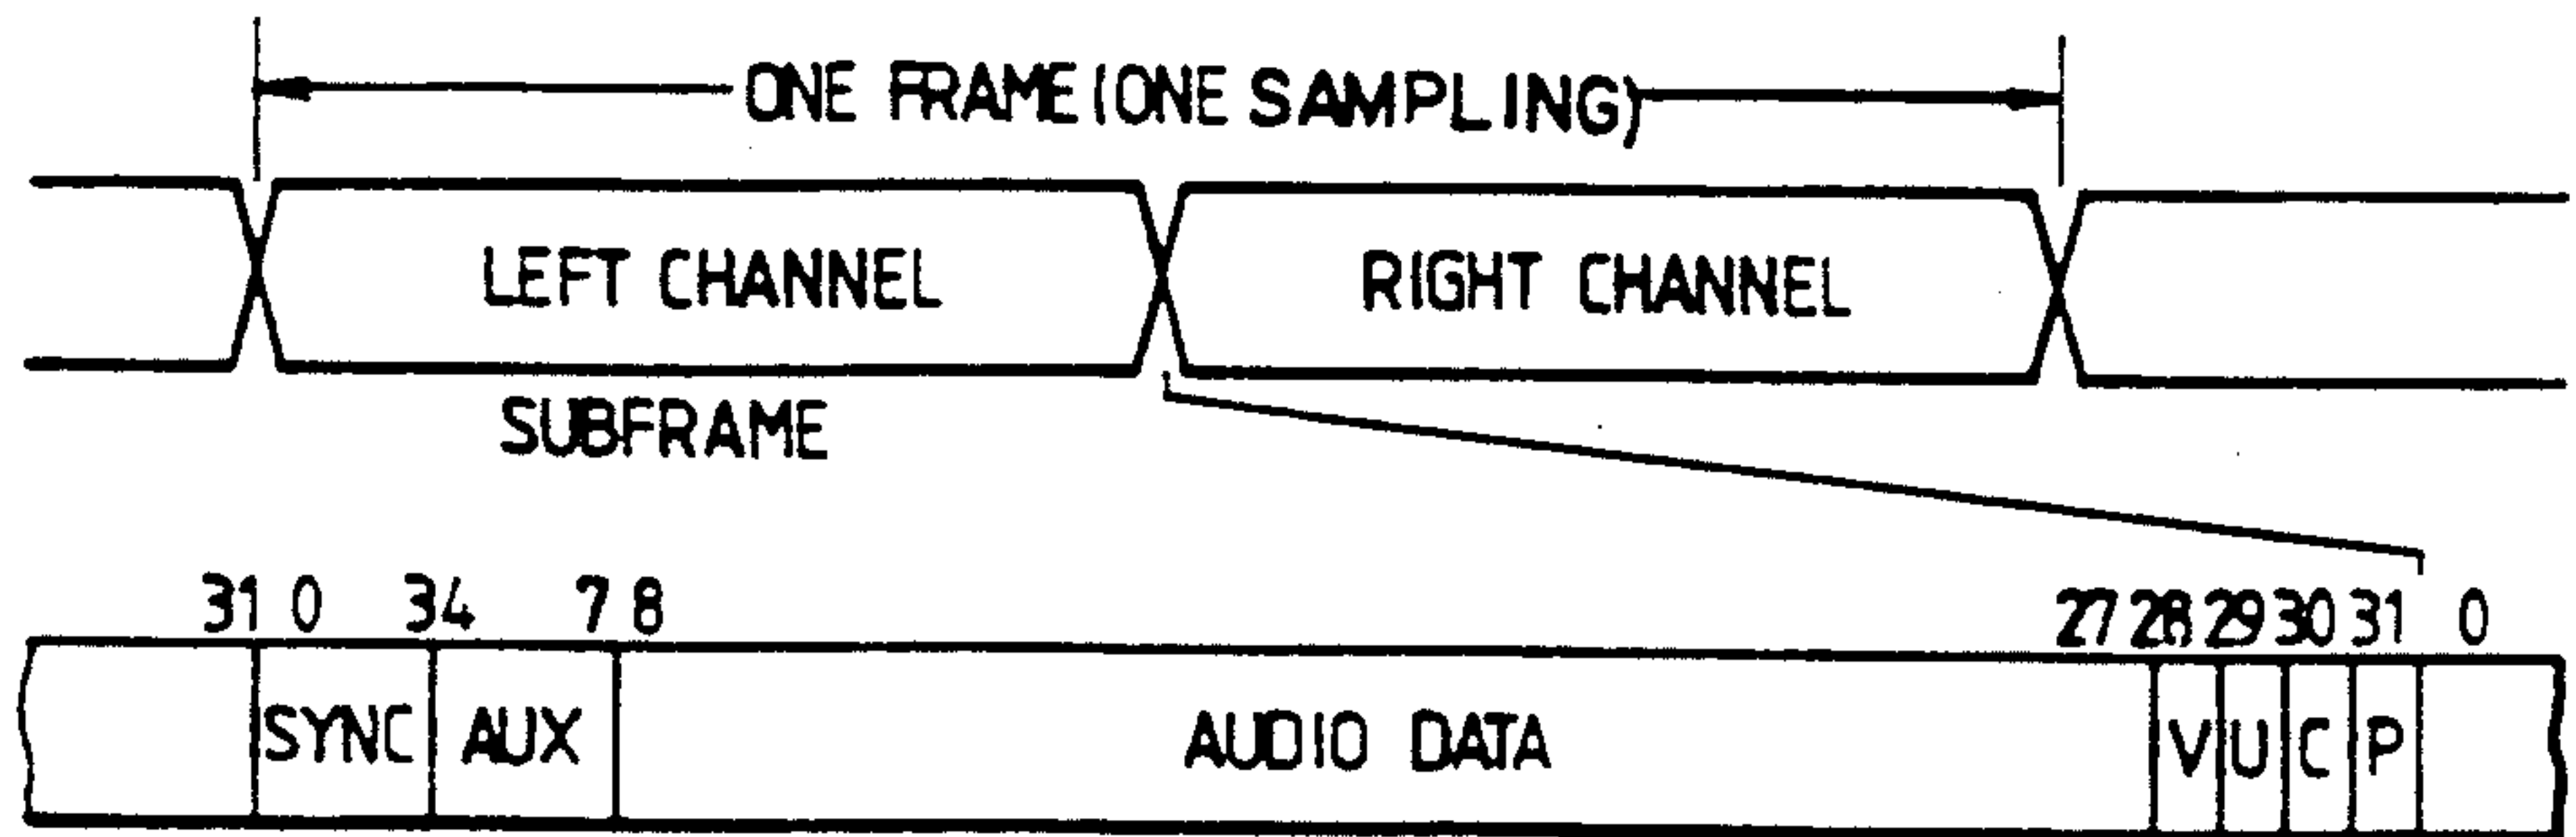 ONE FRAME (ONE SAMPLING)
LEFT CHANNEL RIGHT CHANNEL
SUBFRAME
31 0 3 4 7 8 27 28 29 30 31 0
SYNC AUX AUDIO DATA V U C P